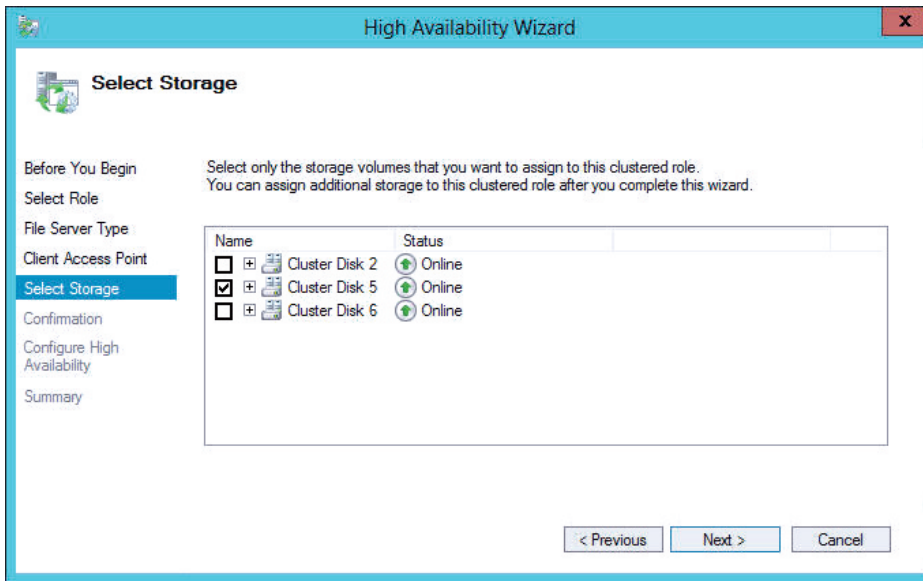 High Availability Wizard
x
Select Storage
Before You Begin
Select Role
File Server Type
Client Access Point
Select Storage
Confirmation
Configure High
Availability
Summary
Select only the storage volumes that you want to assign to this clustered role.
You can assign additional storage to this clustered role after you complete this wizard.
Name Status
Cluster Disk 2 Online
Cluster Disk 5 Online
Cluster Disk 6 Online
< Previous Next > Cancel